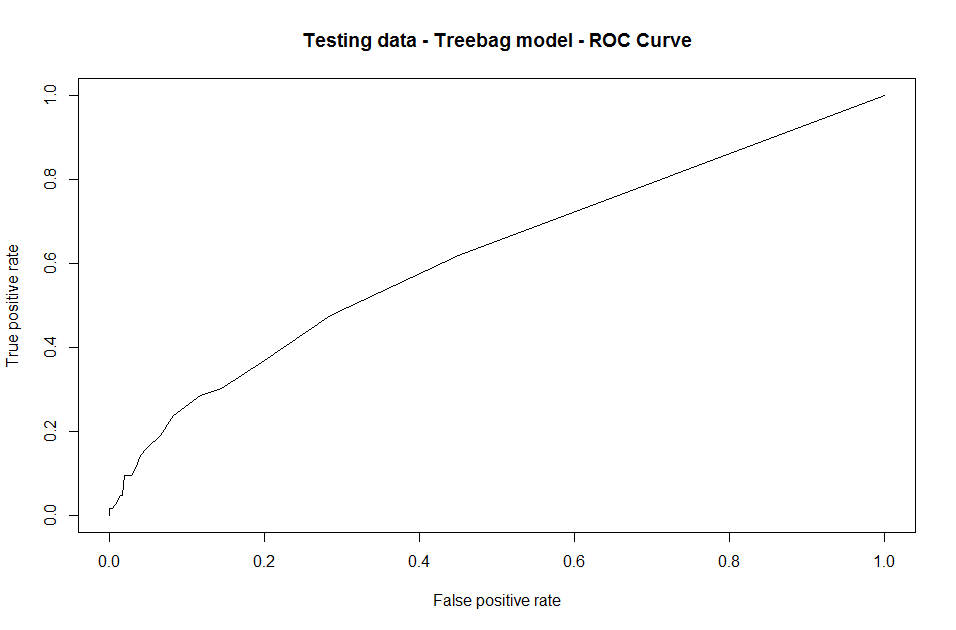 Testing data - Treebag model - ROC Curve
True positive rate
1.0
0.8
0.6
0.4
0.2
0.0
0.0 0.2 0.4 0.6 0.8 1.0
False positive rate